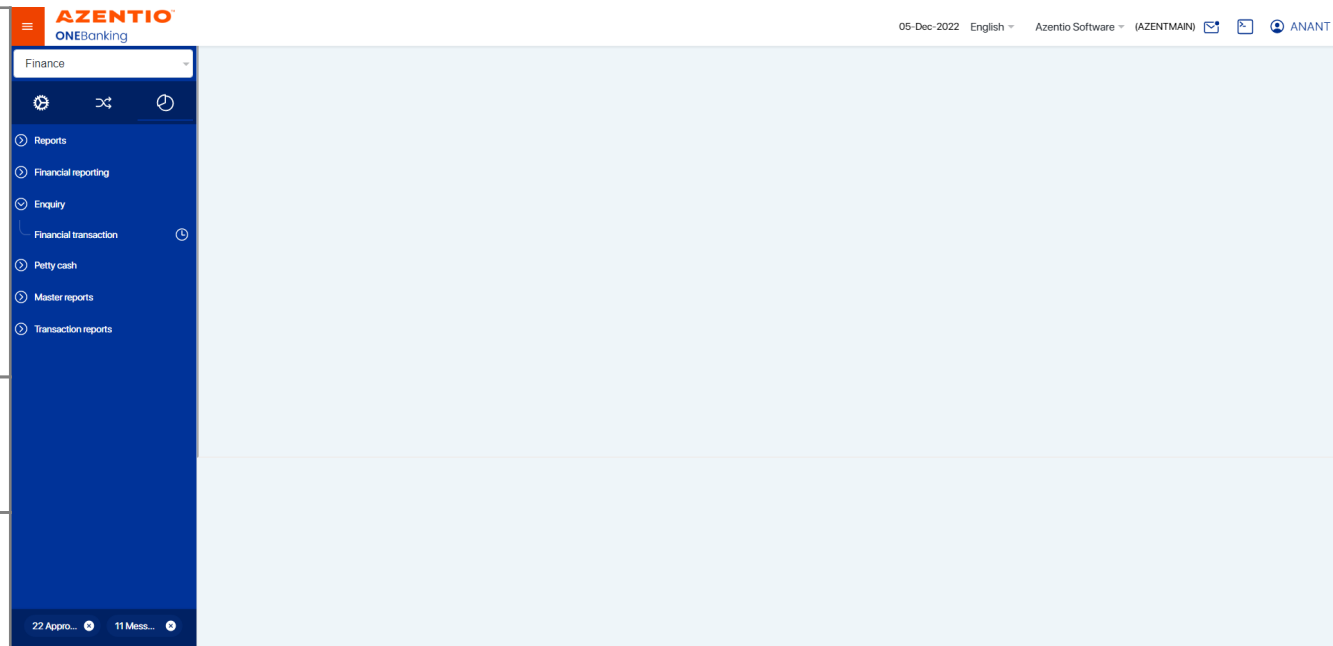 AZENTIO™
ONEBanking
05-Dec-2022 English Azentio Software (AZENTMAIN) ANANT
Finance
Reports
Financial reporting
Enquiry
Financial transaction
Petty cash
Master reports
Transaction reports
22 Appro... 11 Mess...